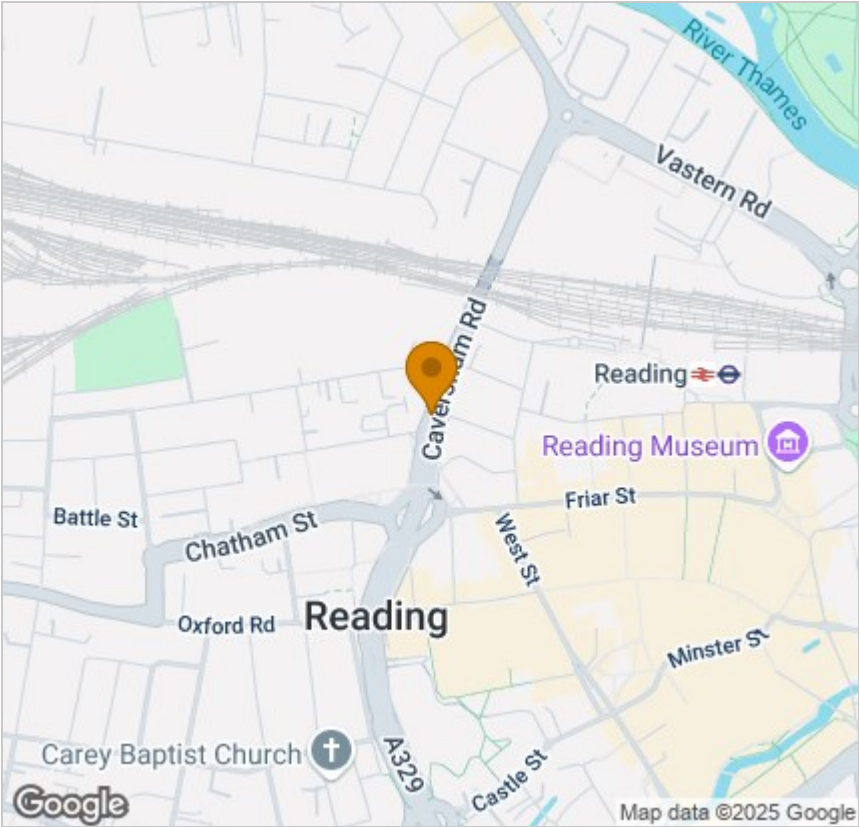 River Thames
Vastern Rd
Caversham Rd
Reading
Reading Museum
Friar St
Battle St
Chatham St
West St
Oxford Rd
Reading
Minster St
Carey Baptist Church
A329
Castle St
Google
Map data ©2025 Google